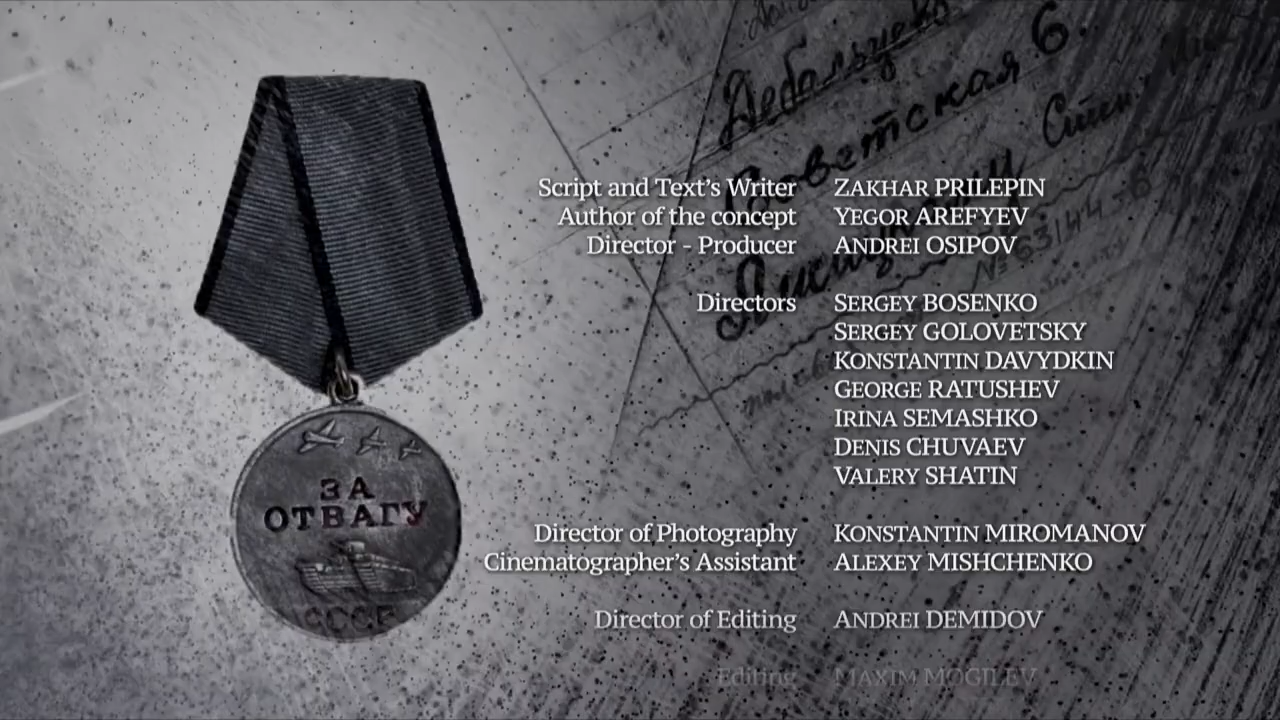 Дебальцево
Советская 6.
Script and Text's Writer ZAKHAR PRILEPIN
Author of the concept YEGOR AREFYEV
Director - Producer ANDREI OSIPOV
Directors SERGEY BOSENKO
SERGEY GOLOVETSKY
KONSTANTIN DAVYDKIN
GEORGE RATUSHEV
IRINA SEMASHKO
DENIS CHUVAEV
VALERY SHATIN
Director of Photography KONSTANTIN MIROMANOV
Cinematographer's Assistant ALEXEY MISHCHENKO
Director of Editing ANDREI DEMIDOV
Editing MAXIM MOGILEV
ЗА
ОТВАГУ
СССР